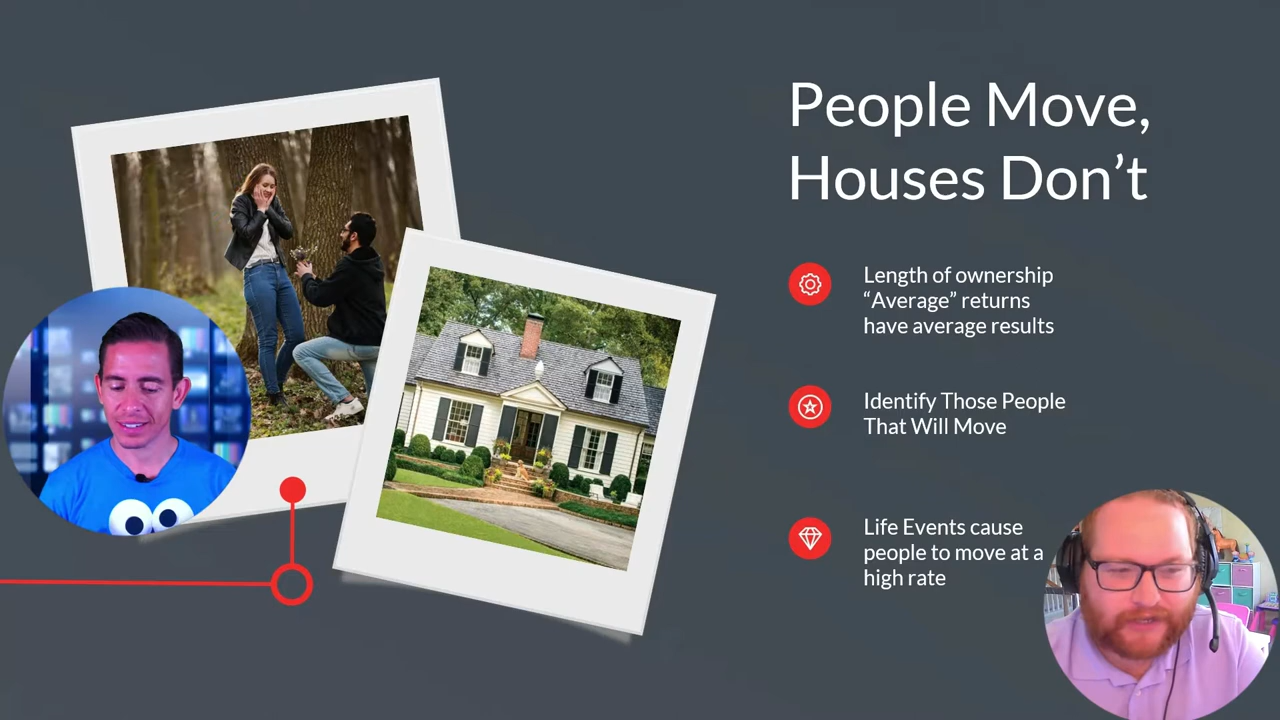 People Move,
Houses Don’t
Length of ownership
“Average” returns
have average results
Identify Those People
That Will Move
Life Events cause
people to move at a
high rate